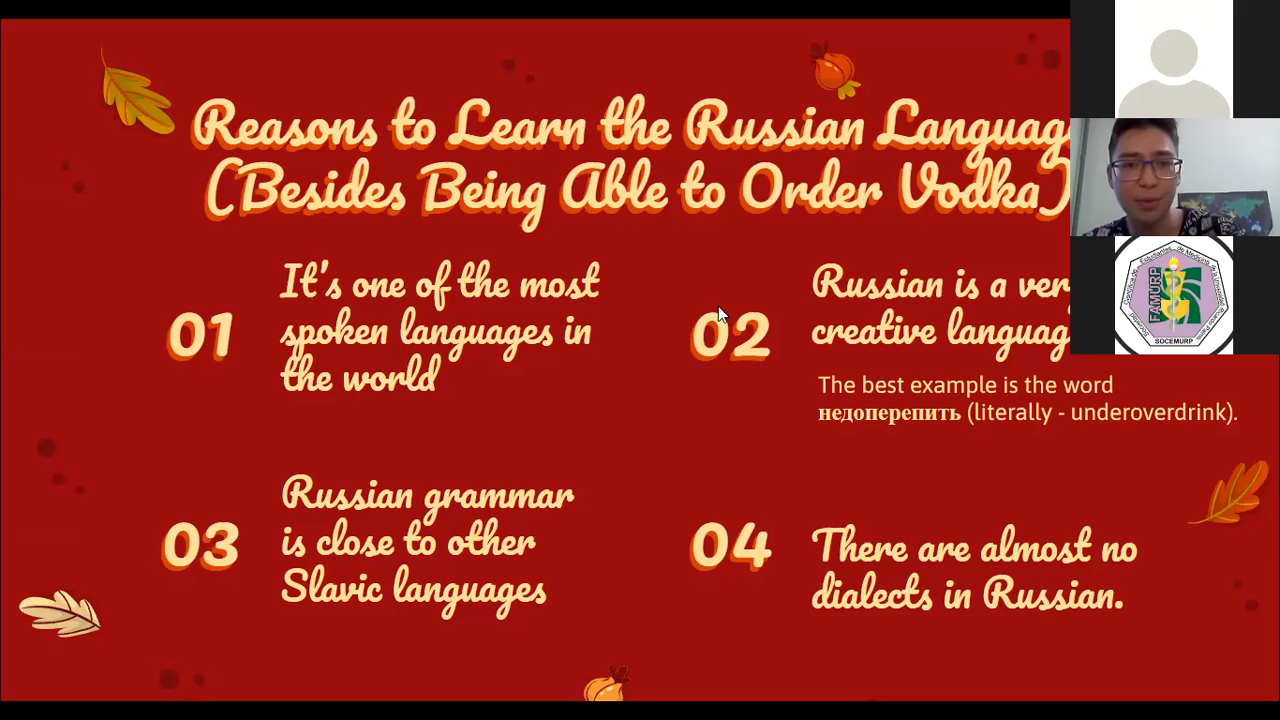 Reasons to Learn the Russian Languag
(Besides Being Able to Order Vodka)
01
It's one of the most
spoken languages in
the world
02
Russian is a ver
creative languag
The best example is the word
недоперепить (literally - underoverdrink).
03
Russian grammar
is close to other
Slavic languages
04
There are almost no
dialects in Russian.
FAMURP
SOCEMURP